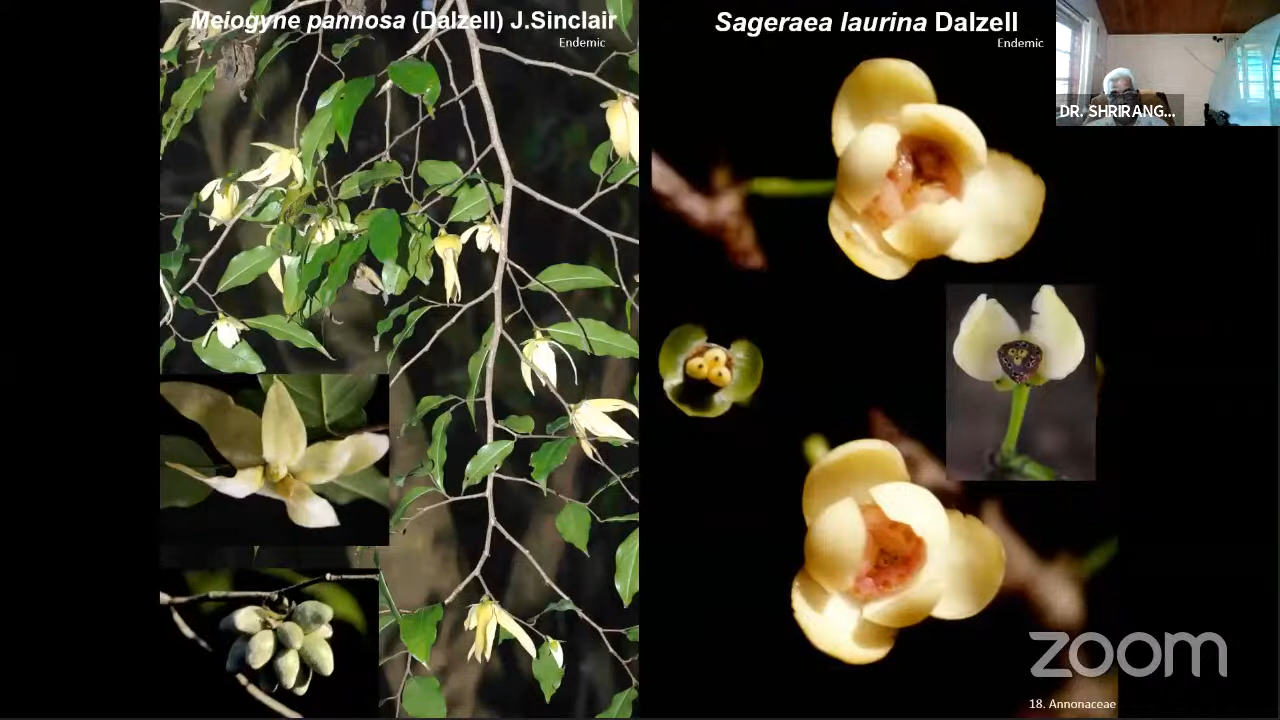 Meiogyne pannosa (Dalzell) J.Sinclair
Endemic
Sageraea laurina Dalzell
Endemic
DR. SHRIRANG...
zoom
18. Annonaceae